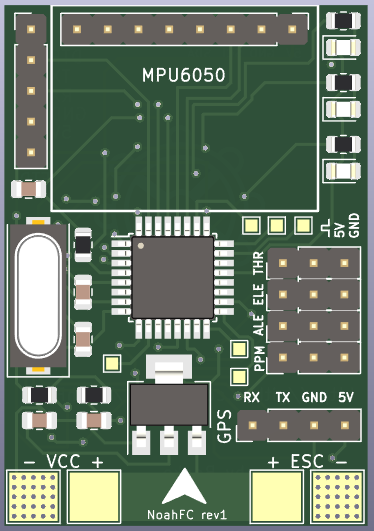 MPU6050
5V
GND
THR
ELE
ALE
PPM
RX TX GND 5V
GPS
- VCC +
+ ESC -
NoahFC rev1